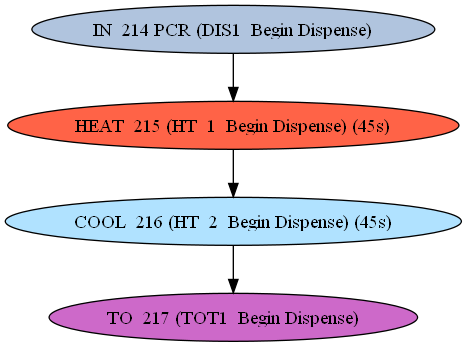 IN  214 PCR (DIS1  Begin Dispense)
HEAT  215 (HT  1  Begin Dispense) (45s)
COOL  216 (HT  2  Begin Dispense) (45s)
TO  217 (TOT1  Begin Dispense)